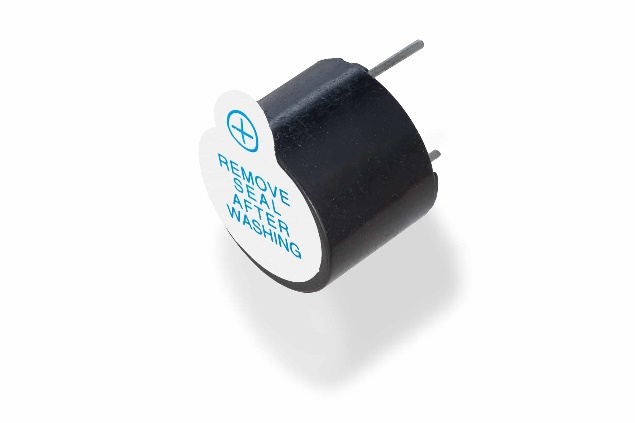 +
REMOVE
SEAL
AFTER
WASHING